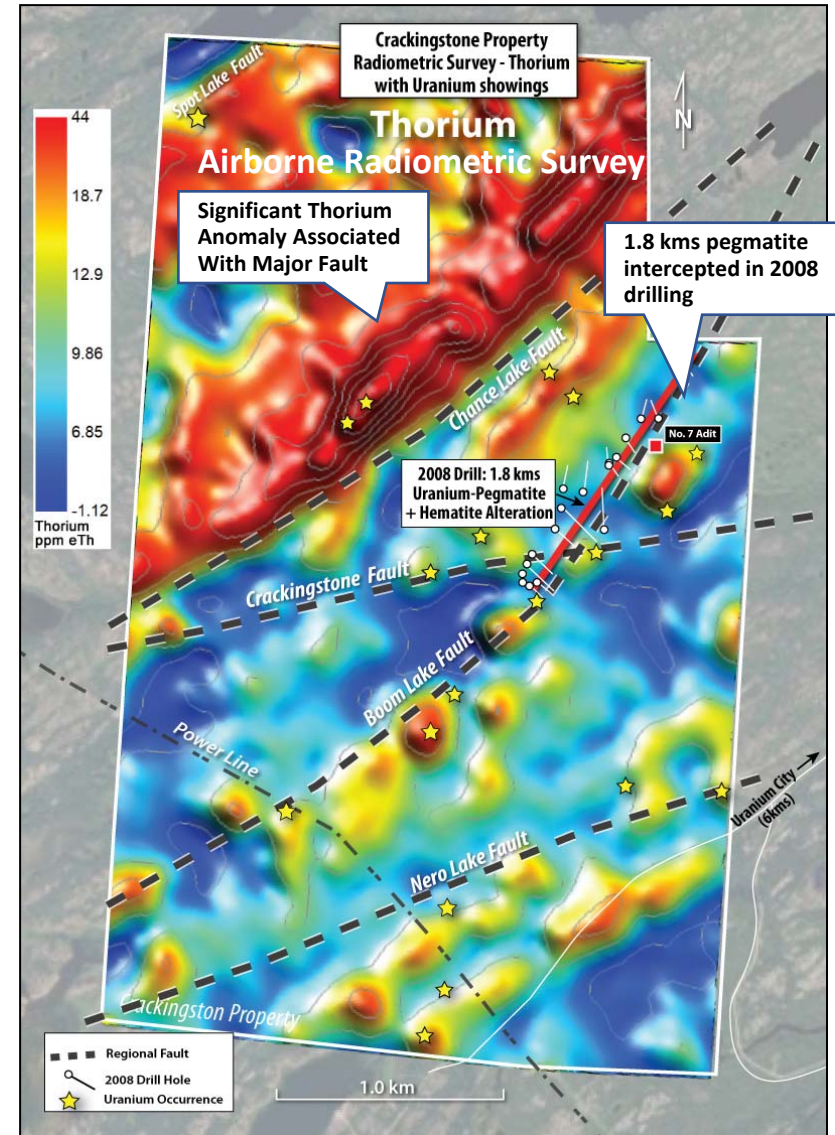 Crackingstone Property
Radiometric Survey - Thorium
with Uranium showings
Thorium
Airborne Radiometric Survey
Spot Lake Fault
N
44
18.7
12.9
9.86
6.85
-1.12
Thorium
ppm eTh
Significant Thorium
Anomaly Associated
With Major Fault
1.8 kms pegmatite
intercepted in 2008
drilling
Chance Lake Fault
No. 7 Adit
2008 Drill: 1.8 kms
Uranium-Pegmatite
+ Hematite Alteration
Crackingstone Fault
Boom Lake Fault
Power Line
Uranium City
(6kms)
Nero Lake Fault
Crackingston Property
Regional Fault
2008 Drill Hole
Uranium Occurrence
1.0 km